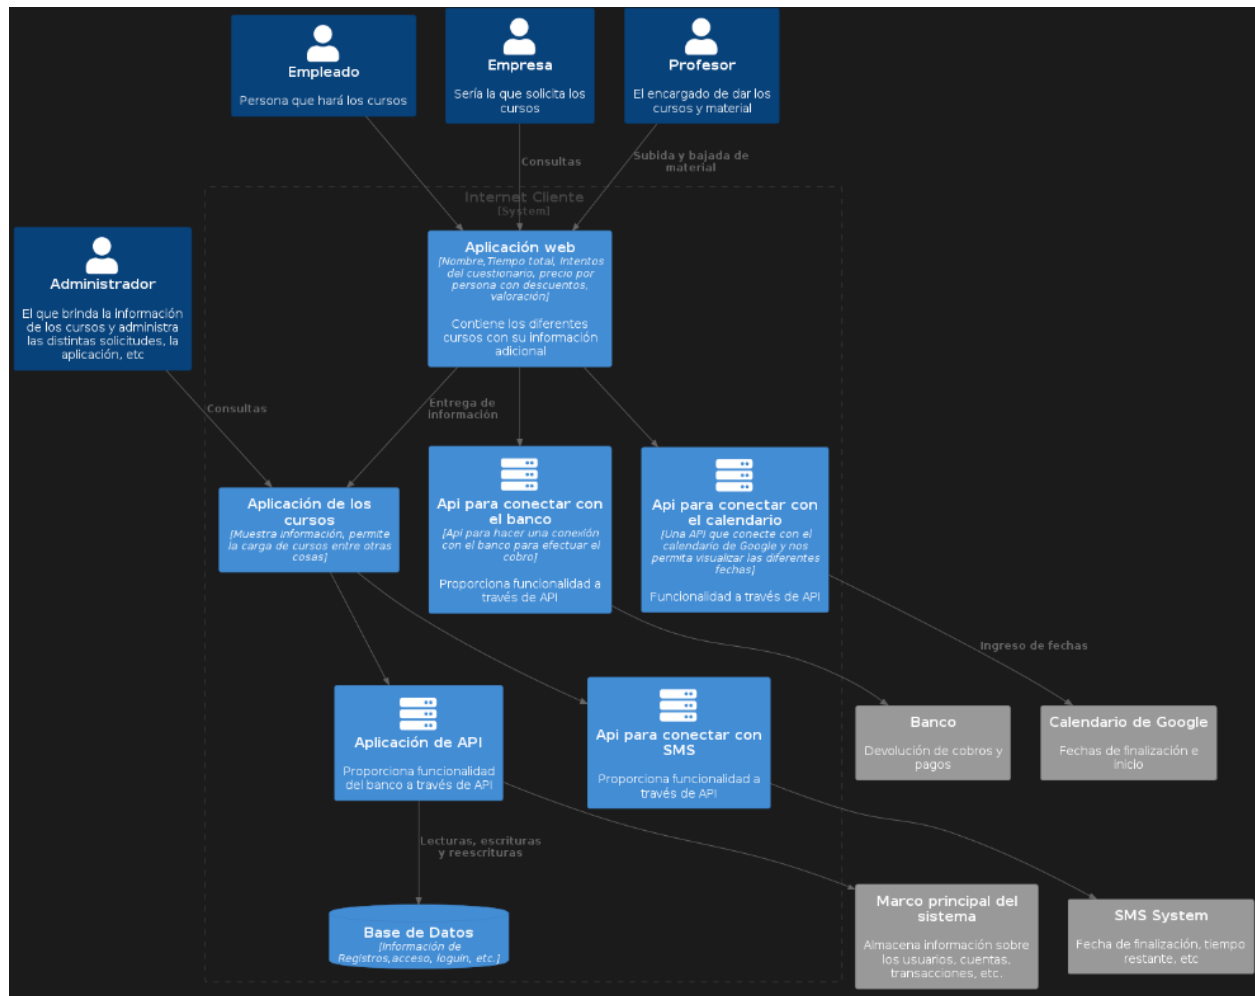 Empleado
Persona que hará los cursos
Empresa
Sería la que solicita los
cursos
Profesor
El encargado de dar los
cursos y material
Consultas
Subida y bajada de
material
Internet Cliente
[System]
Administrador
El que brinda la información
de los cursos y administra
las distintas solicitudes, la
aplicación, etc
Aplicación web
[Nombre,Tiempo total, Intentos
del cuestionario, precio por
persona con descuentos,
valoración]
Contiene los diferentes
cursos con su información
adicional
Consultas
Entrega de
información
Aplicación de los
cursos
[Muestra información, permite
la carga de cursos entre otras
cosas]
Api para conectar con
el banco
[Api para hacer una conexión
con el banco para efectuar el
cobro]
Proporciona funcionalidad a
través de API
Api para conectar con
el calendario
[Una API que conecte con el
calendario de Google y nos
permita visualizar las diferentes
fechas]
Funcionalidad a través de API
Ingreso de fechas
Aplicación de API
Proporciona funcionalidad
del banco a través de API
Api para conectar con
SMS
Proporciona funcionalidad a
través de API
Banco
Devolución de cobros y
pagos
Calendario de Google
Fechas de finalización e
inicio
Lecturas, escrituras
y reescrituras
Base de Datos
[Información de
Registros,acceso, loguin, etc.]
Marco principal del
sistema
Almacena información sobre
los usuarios, cuentas,
transacciones, etc.
SMS System
Fecha de finalización, tiempo
restante, etc